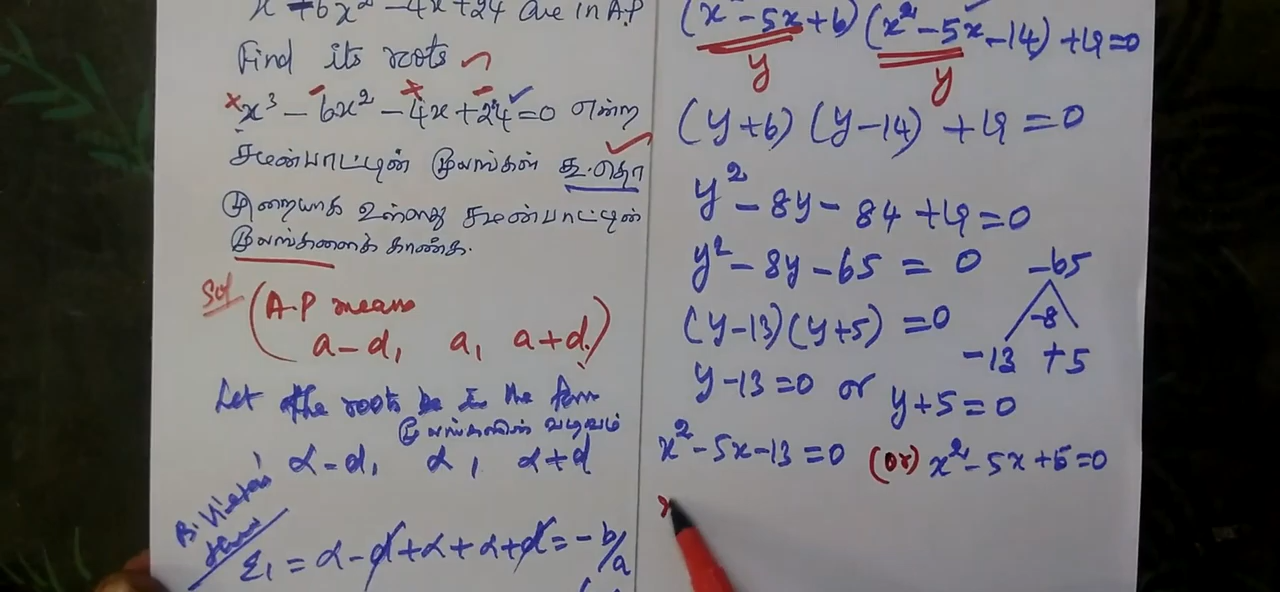 x³ - 6x² - 4x + 24 are in A.P
Find its roots
x³ - 6x² - 4x + 24 = 0 என்ற
சமன்பாட்டின் மூலங்கள் கூ.தொ
முறையாக உள்ளது சமன்பாட்டின்
மூலங்களைக் காண்க.
Sol (A.P means
a-d, a, a+d.)
Let the roots be in the form
மூலங்களின் வடிவம்
α-d, α, α+d
By Vieta's
Σ₁ = α-d+α+α+d = -b/a
(x²-5x+6)(x²-5x-14)+19=0
y y
(y+6)(y-14)+19=0
y²-8y-84+19=0
y²-8y-65 = 0 -65
(y-13)(y+5) = 0 -8
-13 +5
y-13=0 or y+5=0
x²-5x-13=0 (or) x²-5x+5=0